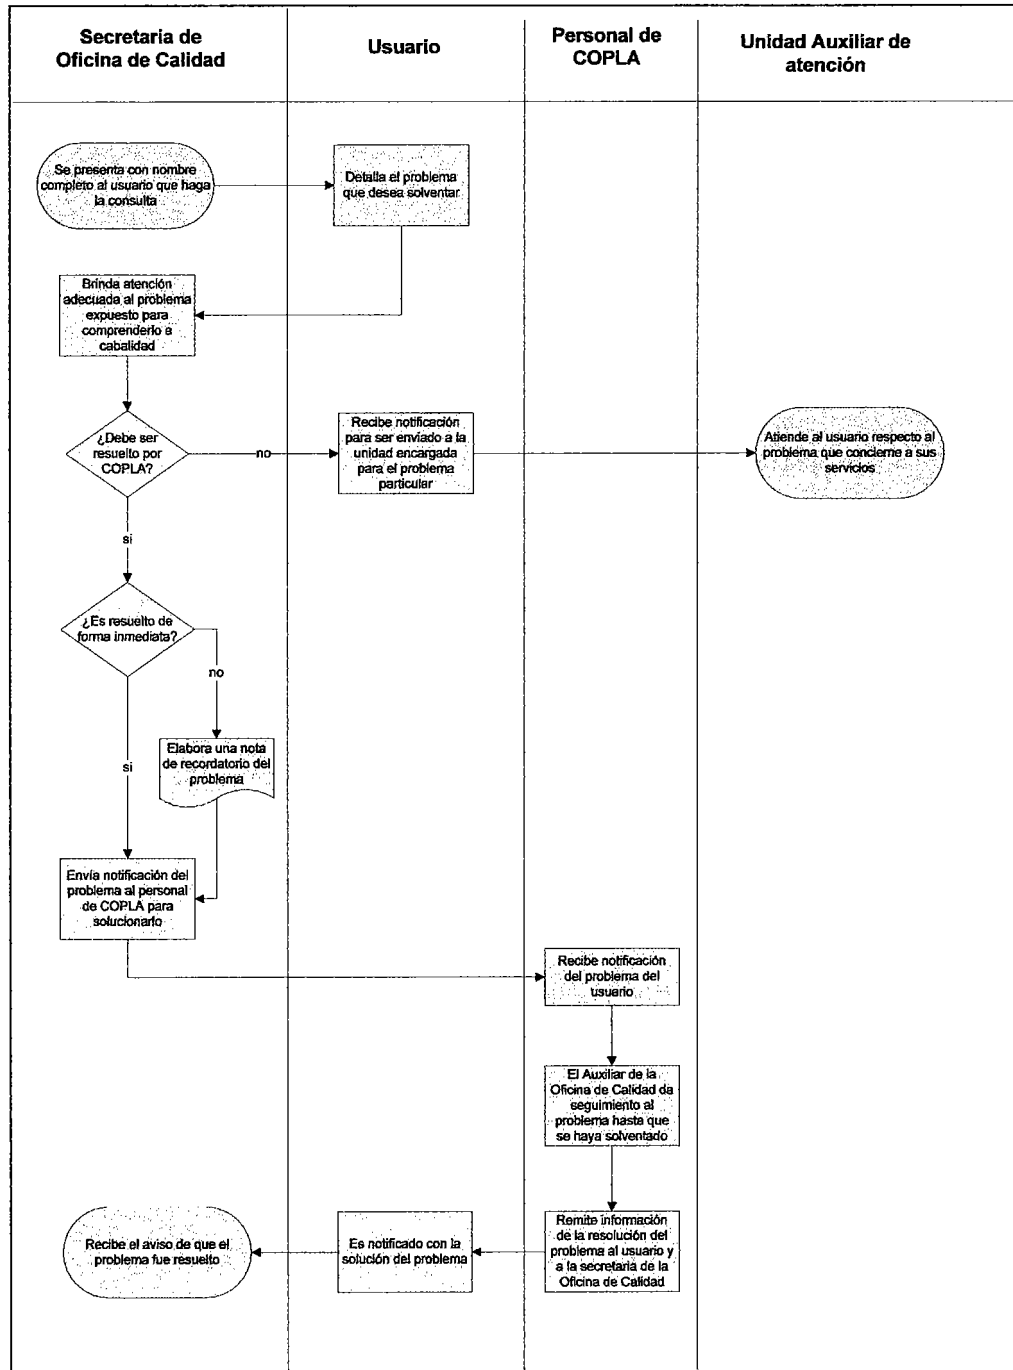 Secretaria de
Oficina de Calidad
Usuario
Personal de
COPLA
Unidad Auxiliar de
atención
Se presenta con nombre
completo al usuario que haga
la consulta
Detalla el problema
que desea solventar
Brinda atención
adecuada al problema
expuesto para
comprenderlo a
cabalidad
¿Debe ser
resuelto por
COPLA?
no
Recibe notificación
para ser enviado a la
unidad encargada
para el problema
particular
Atiende al usuario respecto al
problema que concierne a sus
servicios
si
¿Es resuelto de
forma inmediata?
no
Elabora una nota
de recordatorio del
problema
si
Envía notificación del
problema al personal
de COPLA para
solucionarlo
Recibe notificación
del problema del
usuario
El Auxiliar de la
Oficina de Calidad da
seguimiento al
problema hasta que
se haya solventado
Recibe el aviso de que el
problema fue resuelto
Es notificado con la
solución del problema
Remite información
de la resolución del
problema al usuario y
a la secretaria de la
Oficina de Calidad